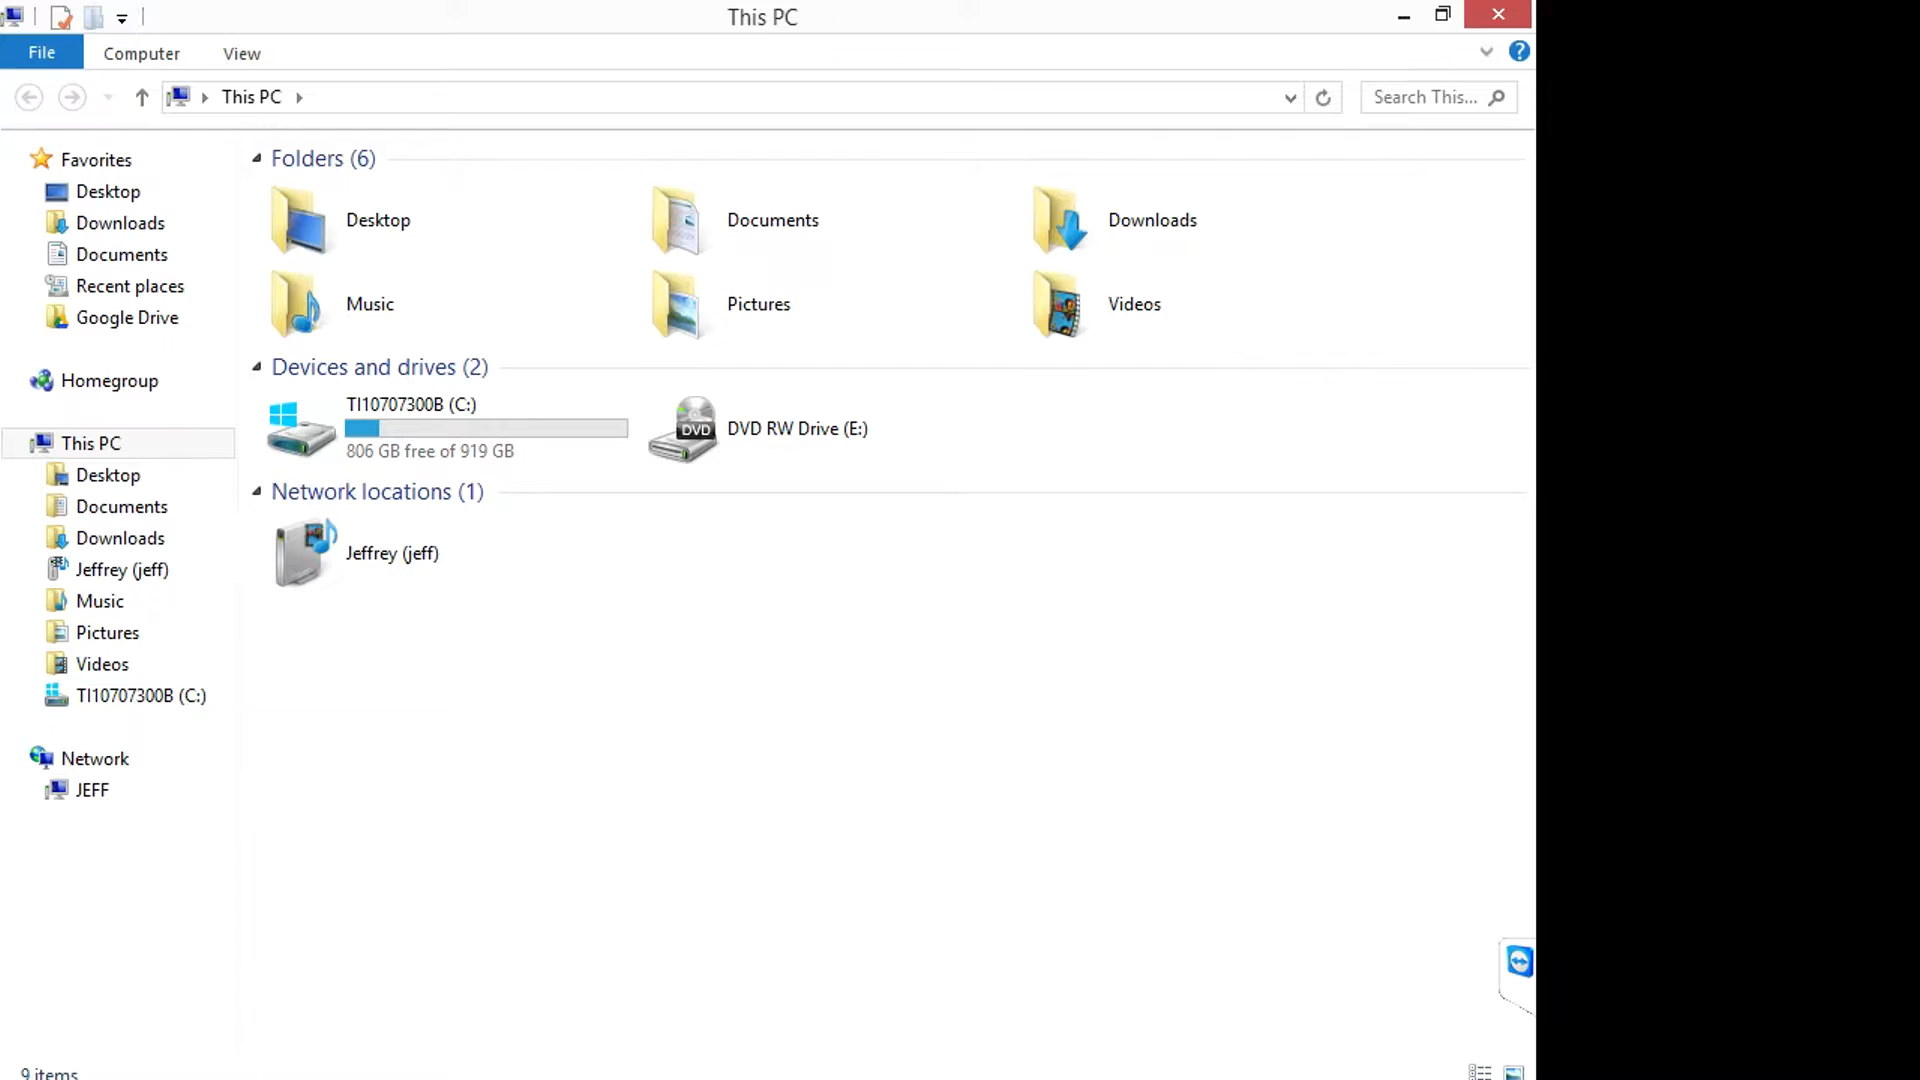 This PC
File
Computer
View
This PC
Search This...
Favorites
Desktop
Downloads
Documents
Recent places
Google Drive
Homegroup
This PC
Desktop
Documents
Downloads
Jeffrey (jeff)
Music
Pictures
Videos
TI10707300B (C:)
Network
JEFF
Folders (6)
Desktop
Documents
Downloads
Music
Pictures
Videos
Devices and drives (2)
TI10707300B (C:)
806 GB free of 919 GB
DVD
DVD RW Drive (E:)
Network locations (1)
Jeffrey (jeff)
9 items